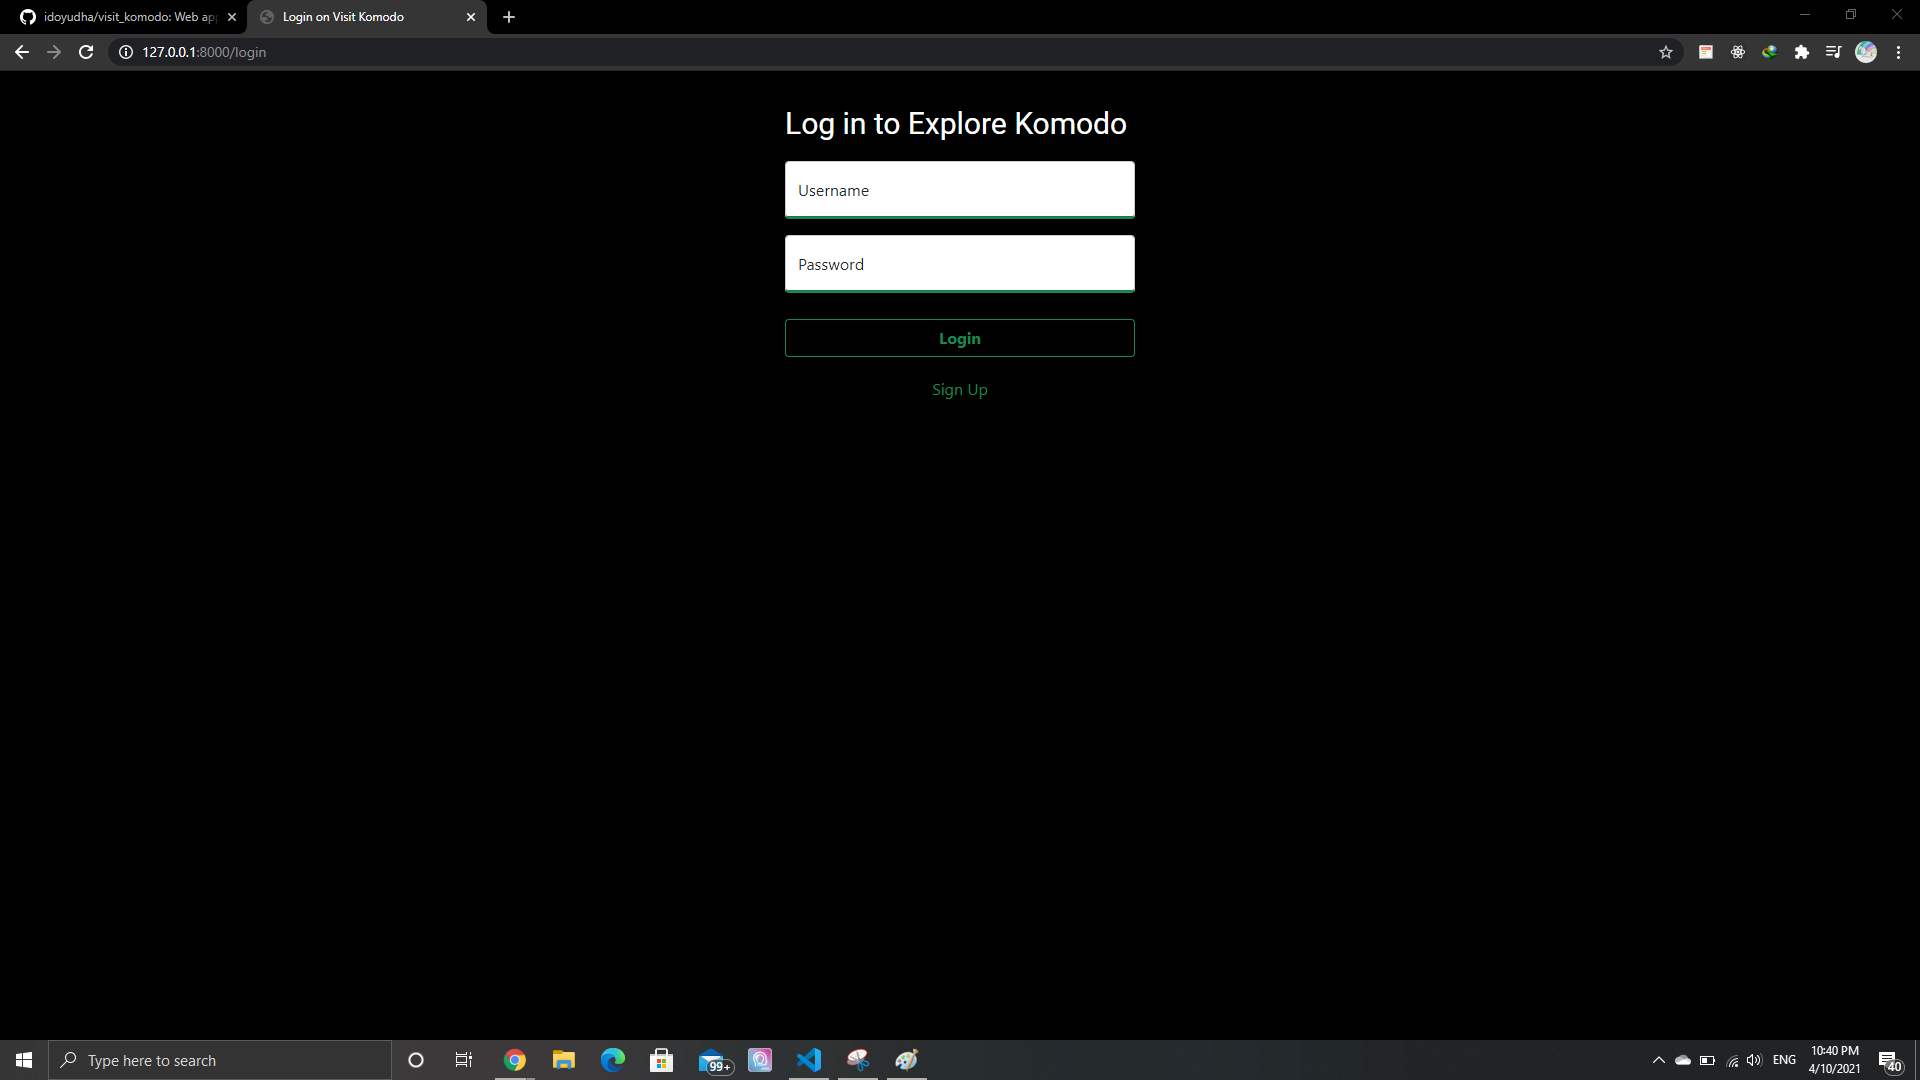 idoyudha/visit_komodo: Web ap
Login on Visit Komodo
127.0.0.1:8000/login
Log in to Explore Komodo
Username
Password
Login
Sign Up
Type here to search
99+
ENG
10:40 PM
4/10/2021
40